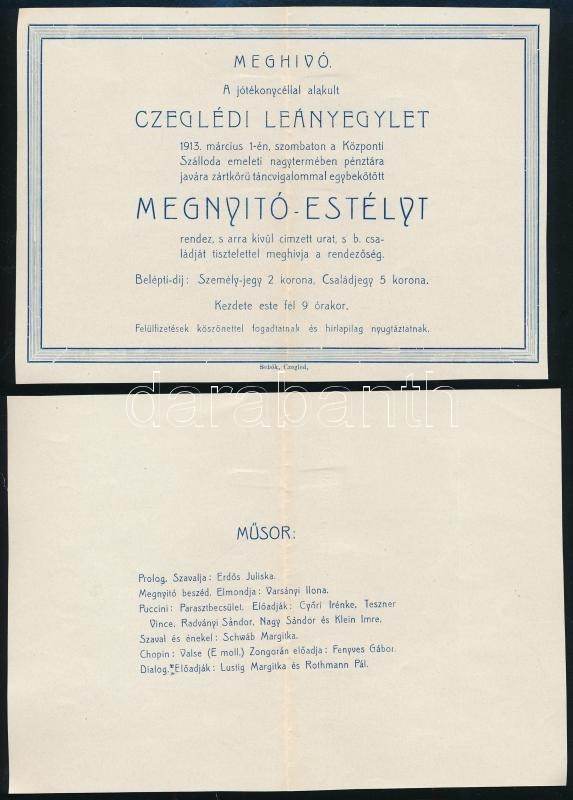 MEGHIVÓ.
A jótékonycéllal alakult
CZEGLÉDI LEÁNYEGYLET
1913. március 1-én, szombaton a Központi
Szálloda emeleti nagytermében pénztára
javára zártkörű táncvigalommal egybekötött
MEGNYITÓ-ESTÉLYT
rendez, s arra kívül cimzett urat, s b. csa-
ládját tisztelettel meghivja a rendezőség.
Belépti-dij: Személy-jegy 2 korona, Családjegy 5 korona.
Kezdete este fél 9 órakor.
Felülfizetések köszönettel fogadtatnak és hirlapilag nyugtáztatnak.
Sebők, Czegled,
darabanth
MŰSOR:
Prolog. Szavalja: Erdős Juliska.
Megnyitó beszéd. Elmondja: Varsányi Ilona.
Puccini: Parasztbecsület. Előadják: Győri Irénke, Teszner
Vince, Radványi Sándor, Nagy Sándor és Klein Imre.
Szaval és énekel: Schwáb Margitka.
Chopin: Valse (E moll.) Zongorán előadja: Fenyves Gábor.
Dialog. Előadják: Lustig Margitka és Rothmann Pál.